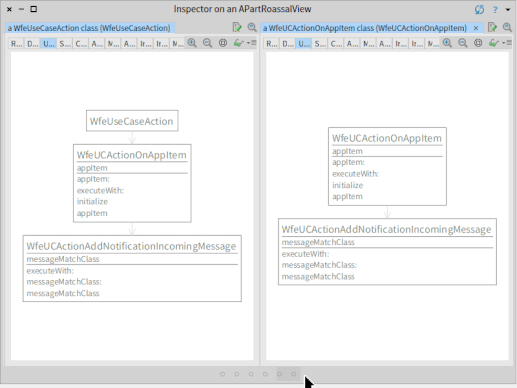 Inspector on an APartRoassalView
?
a WfeUseCaseAction class (WfeUseCaseAction)
R... D... U... S... C... A... M... A... Ir... Ir... M...
WfeUseCaseAction
WfeUCActionOnAppItem
appItem
appItem:
executeWith:
initialize
appItem
WfeUCActionAddNotificationIncomingMessage
messageMatchClass
executeWith:
messageMatchClass:
messageMatchClass
a WfeUCActionOnAppItem class (WfeUCActionOnAppItem) ×
R... D... U... S... C... A... M... A... Ir... Ir... M...
WfeUCActionOnAppItem
appItem
appItem:
executeWith:
initialize
appItem
WfeUCActionAddNotificationIncomingMessage
messageMatchClass
executeWith:
messageMatchClass:
messageMatchClass